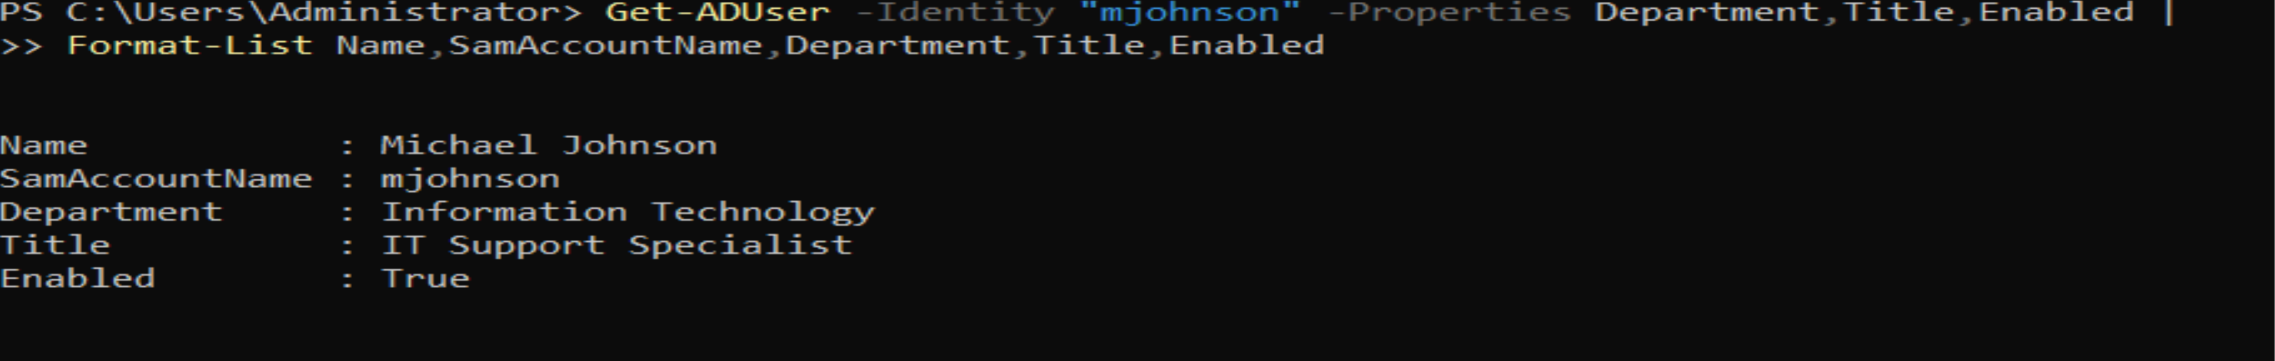 PS C:\Users\Administrator> Get-ADUser -Identity "mjohnson" -Properties Department,Title,Enabled |
>> Format-List Name,SamAccountName,Department,Title,Enabled
Name : Michael Johnson
SamAccountName : mjohnson
Department : Information Technology
Title : IT Support Specialist
Enabled : True